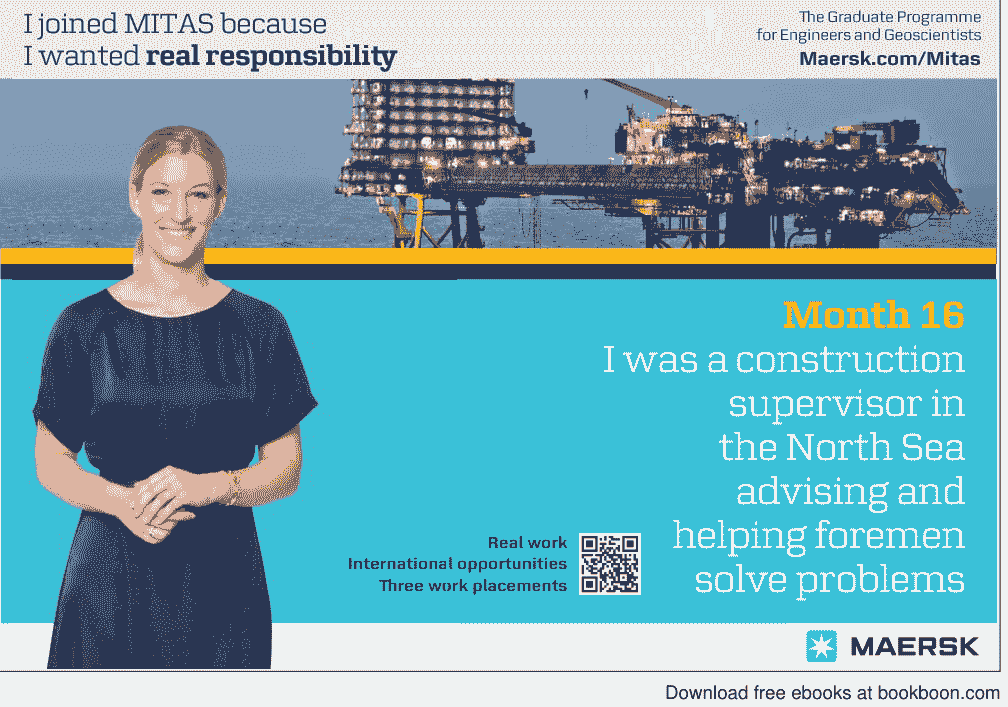 I joined MITAS because
I wanted real responsibility
The Graduate Programme
for Engineers and Geoscientists
Maersk.com/Mitas
Month 16
I was a construction
supervisor in
the North Sea
advising and
helping foremen
solve problems
Real work
International opportunities
Three work placements
MAERSK
Download free ebooks at bookboon.com